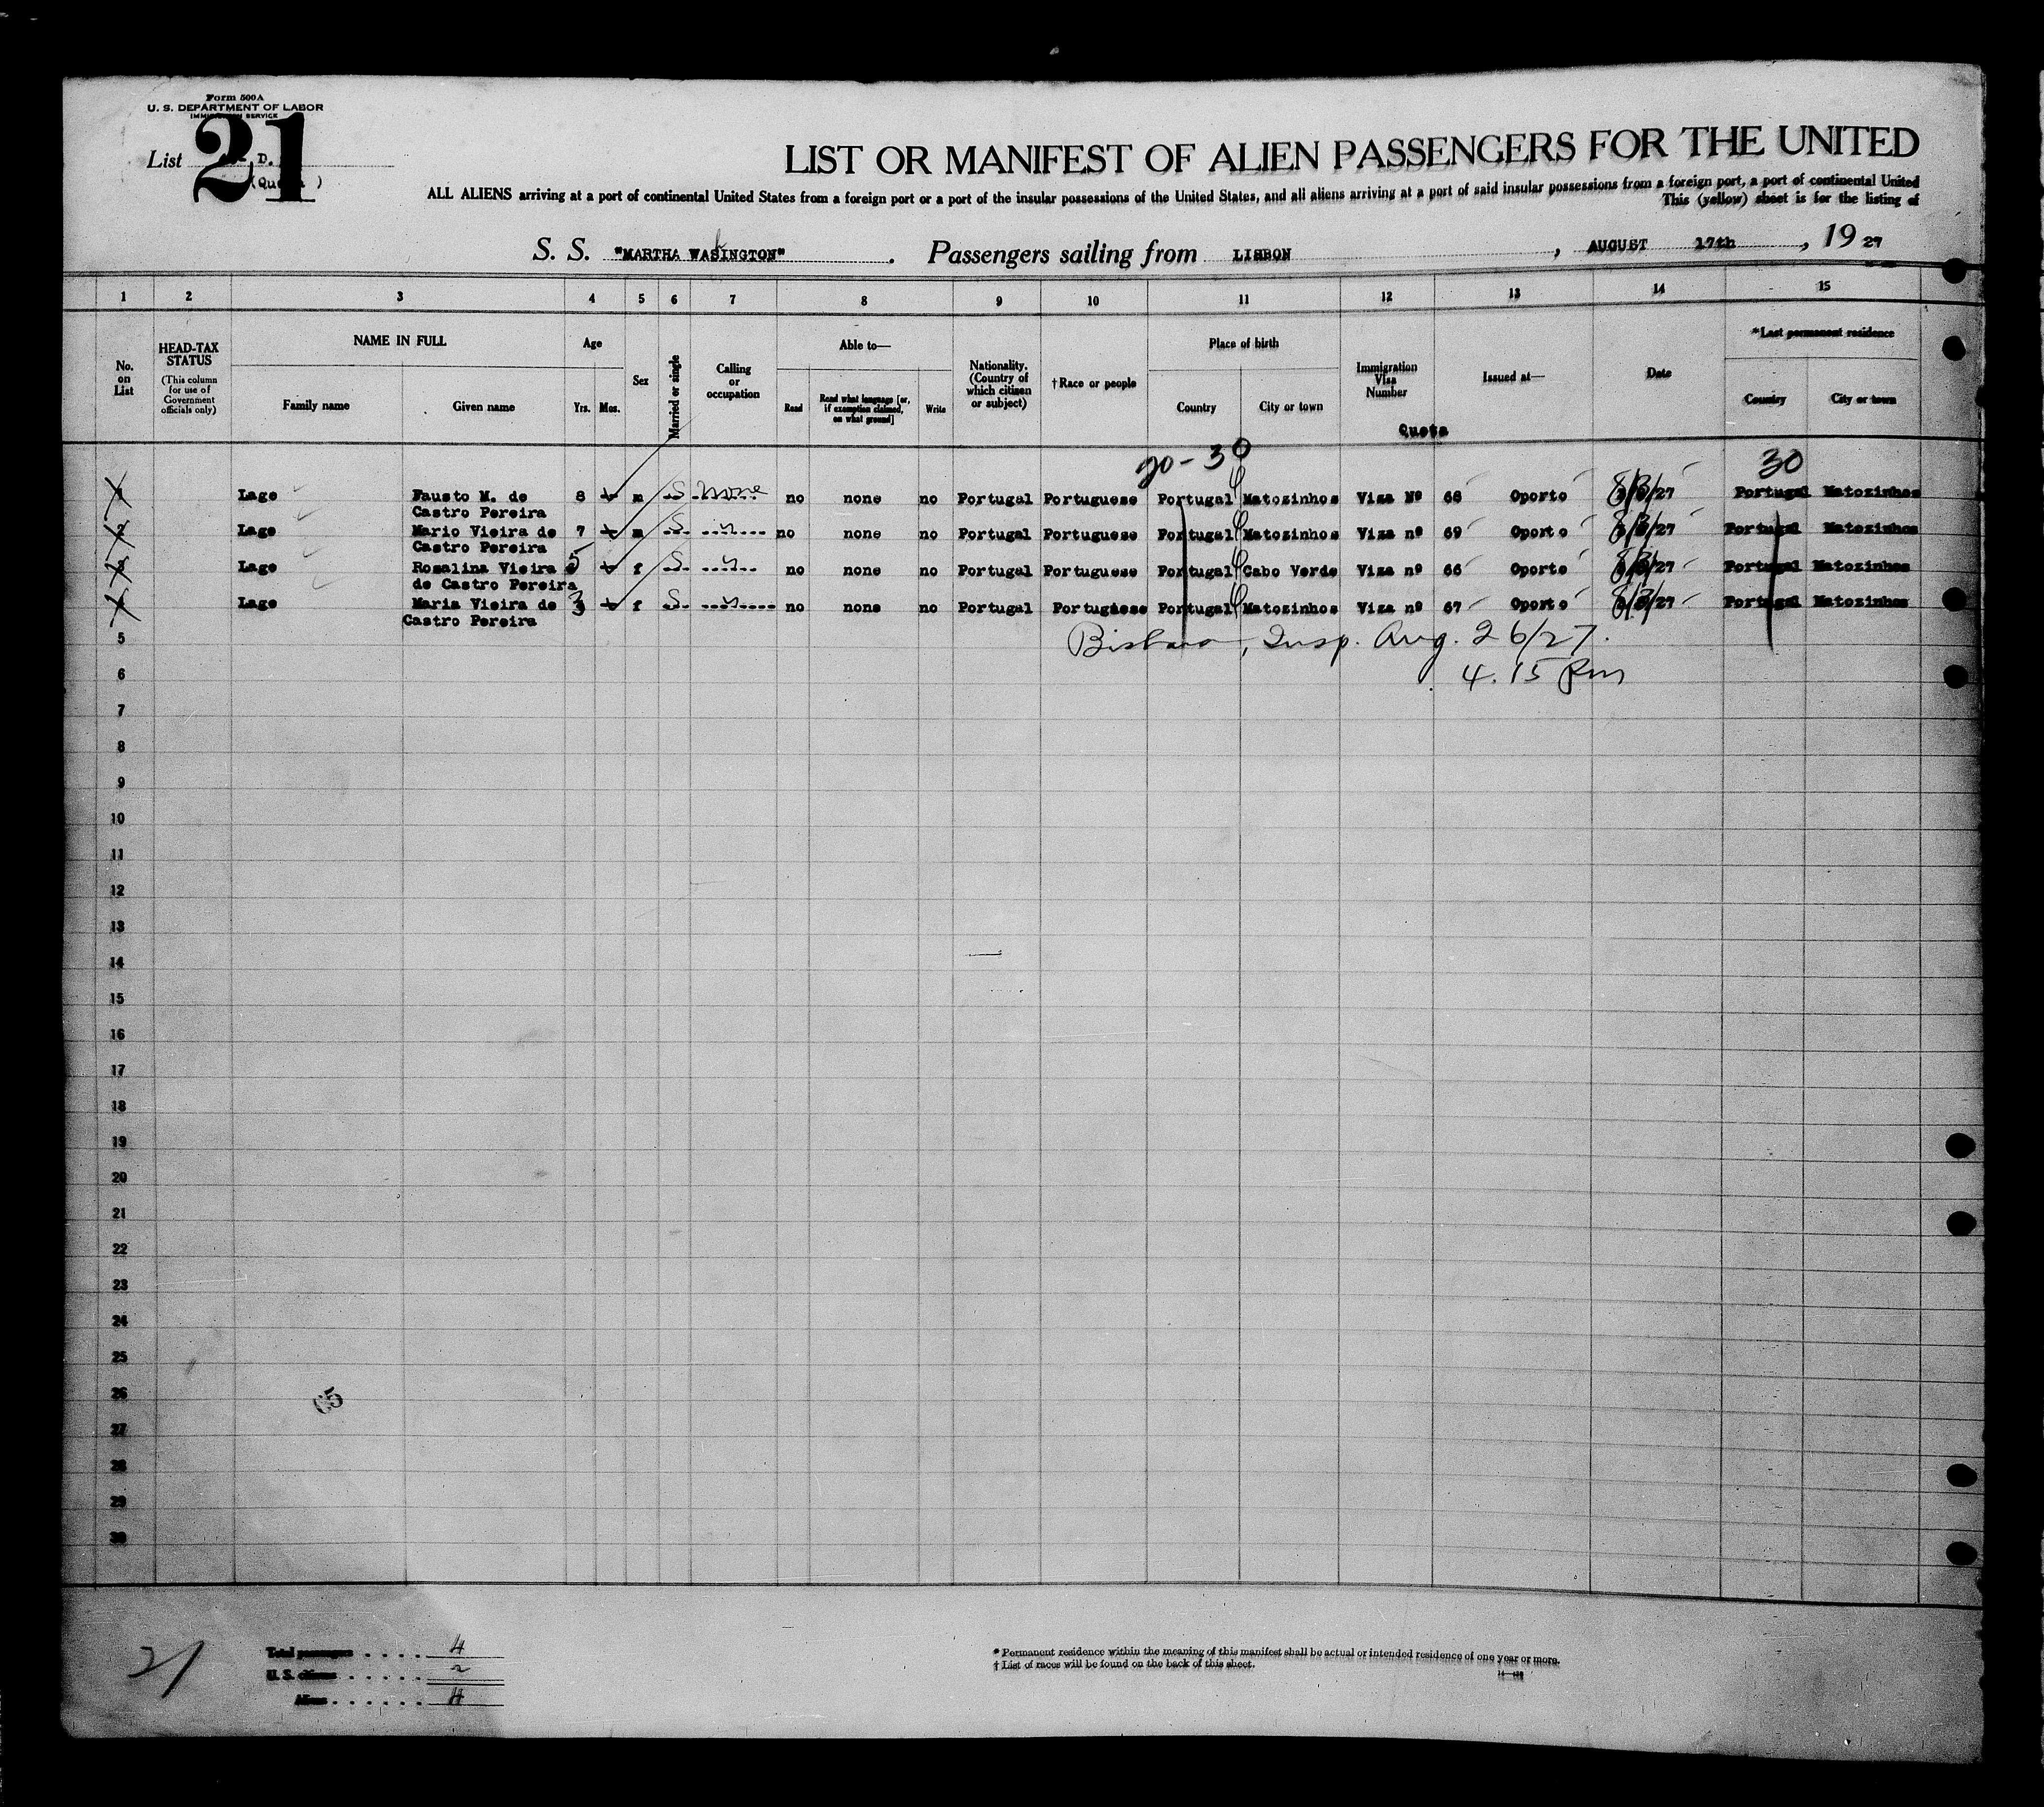 Form 500A
U. S. DEPARTMENT OF LABOR
IMMIGRATION SERVICE
21
List D.
LIST OR MANIFEST OF ALIEN PASSENGERS FOR THE UNITED
ALL ALIENS arriving at a port of continental United States from a foreign port or a port of the insular possessions of the United States, and all aliens arriving at a port of said insular possessions from a foreign port, a port of continental United
This (yellow) sheet is for the listing of
S. S. "MARTHA WASINGTON" . Passengers sailing from LISBON , AUGUST 17th , 19 27
1 2 3 4 5 6 7 8 9 10 11 12 13 14 15
No. on List
HEAD-TAX STATUS
(This column for use of Government officials only)
NAME IN FULL
Family name Given name
Age
Yrs. Mos.
Sex
Married or single
Calling or occupation
Able to—
Read
Read what language [or, if exemption claimed, on what ground]
Write
Nationality. (Country of which citizen or subject)
† Race or people
Place of birth
Country City or town
Immigration Visa Number
Issued at—
Date
*Last permanent residence
Country City or town
Quota
20-30 30
1 Lage Fausto M. de 8 m S none no none no Portugal Portuguese Portugal Matozinhos Visa Nº 68 Oporto 8/3/27 Portugal Matozinhos
Castro Pereira
2 Lage Mario Vieira de 7 m S " no none no Portugal Portuguese Portugal Matozinhos Visa nº 69 Oporto 8/3/27 Portugal Matozinhos
Castro Pereira
3 Lage Rosalina Vieira 5 f S " no none no Portugal Portuguese Portugal Cabo Verde Visa nº 66 Oporto 8/3/27 Portugal Matozinhos
de Castro Pereira
4 Lage Maria Vieira de 3 f S " no none no Portugal Portuguese Portugal Matozinhos Visa nº 67 Oporto 8/3/27 Portugal Matozinhos
Castro Pereira
5
Insp. Aug. 26/27.
6
4.15 pm
7
8
9
10
11
12
13
14
15
16
17
18
19
20
21
22
23
24
25
26
27
28
29
30
21
Total passengers . . . . 4
U. S. citizens . . . . .
Aliens . . . . . . 4
* Permanent residence within the meaning of this manifest shall be actual or intended residence of one year or more.
† List of races will be found on the back of this sheet.